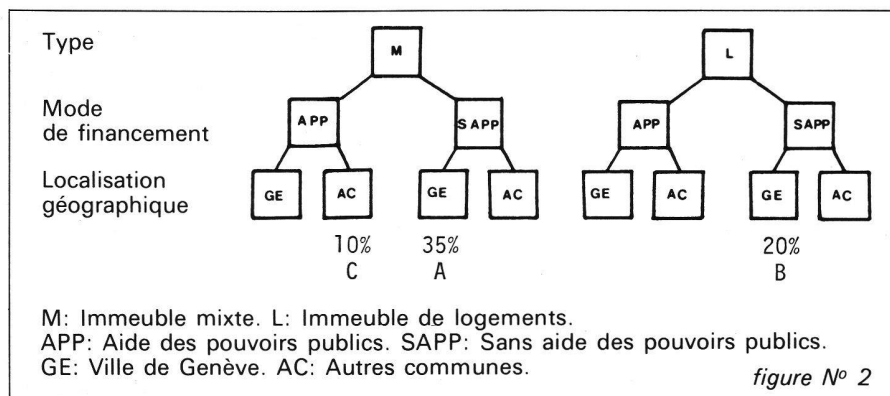 Type
M L
Mode
de financement
APP SAPP APP SAPP
Localisation
géographique
GE AC GE AC GE AC GE AC
10% 35% 20%
C A B
M: Immeuble mixte. L: Immeuble de logements.
APP: Aide des pouvoirs publics. SAPP: Sans aide des pouvoirs publics.
GE: Ville de Genève. AC: Autres communes.
figure Nº 2